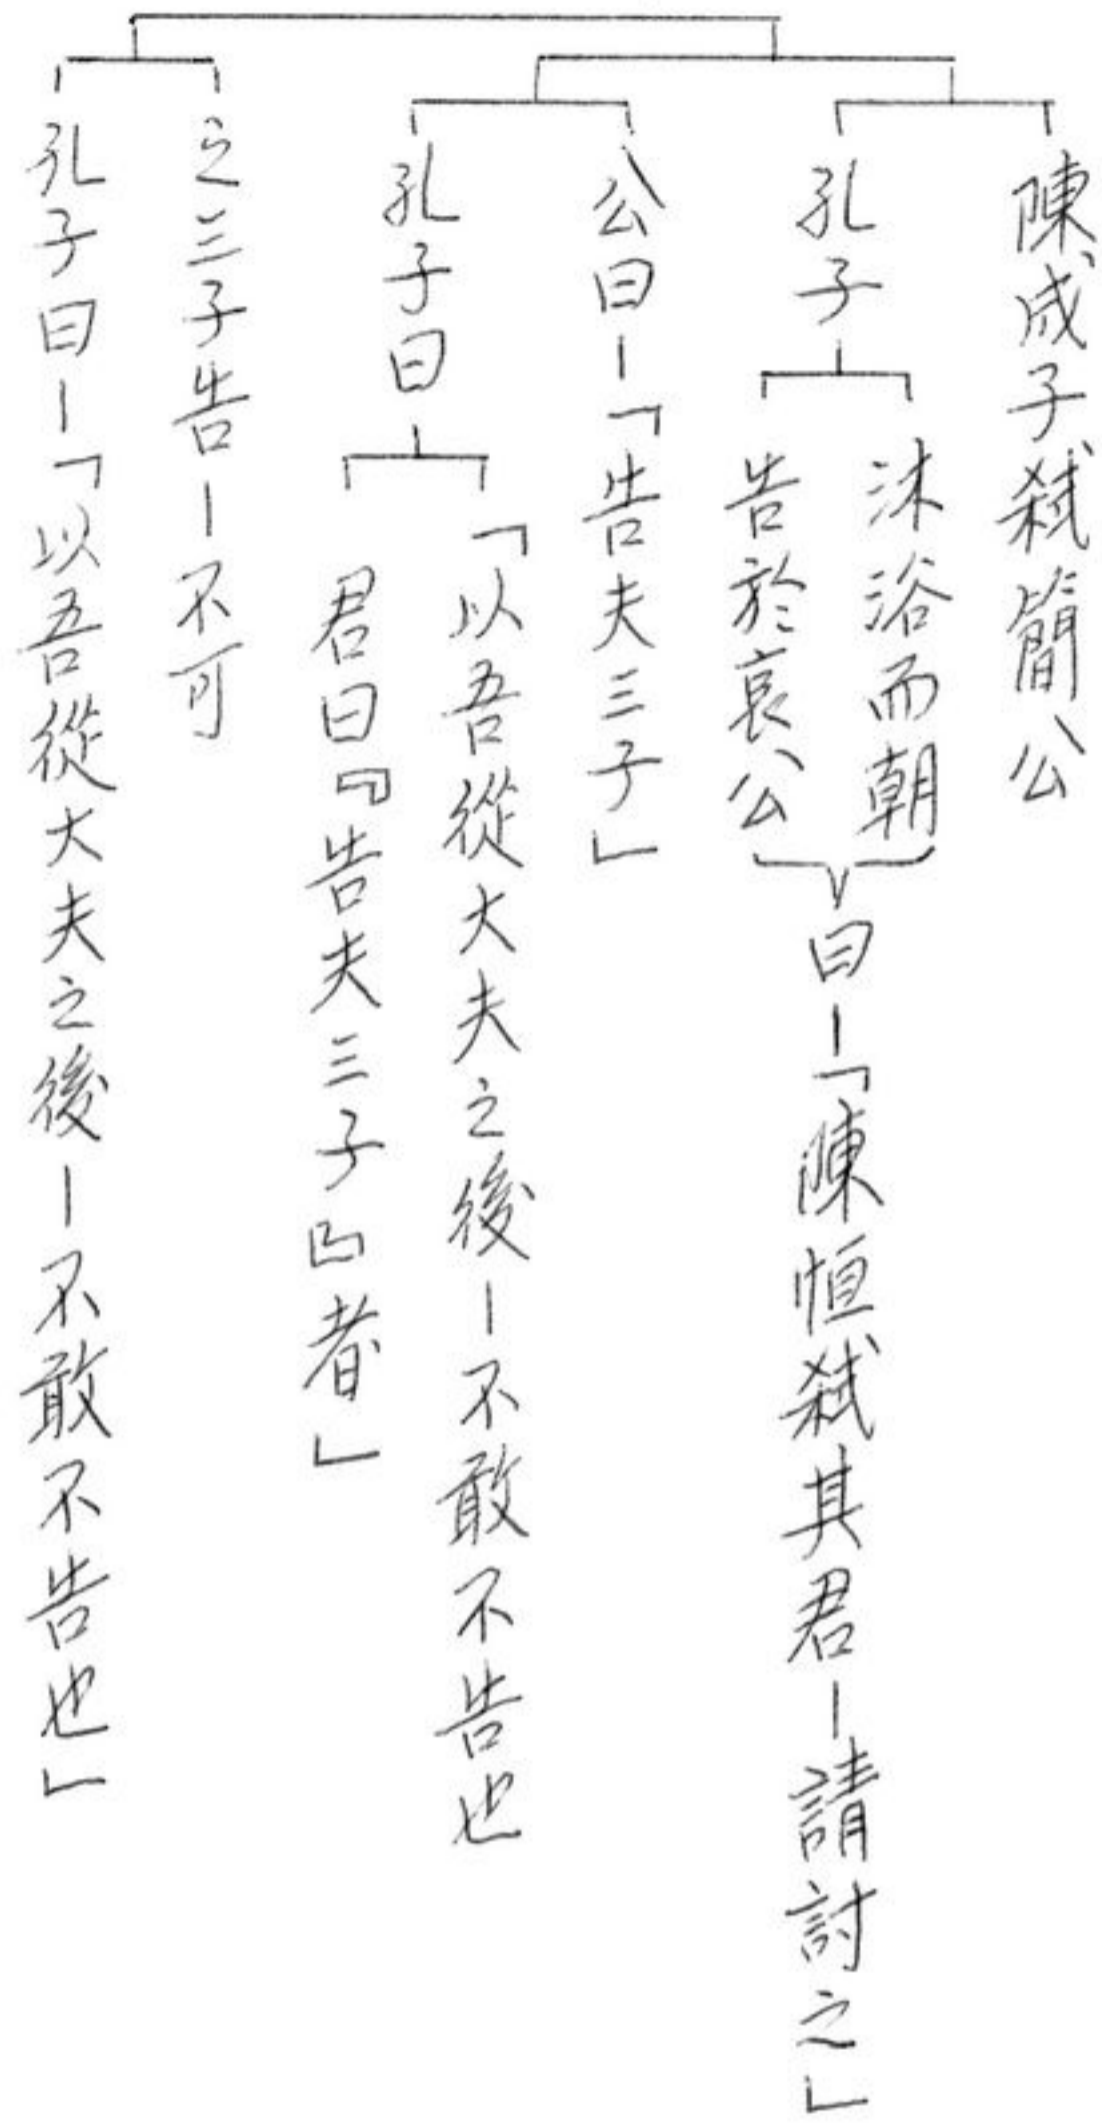 陳成子弒簡公
孔子
沐浴而朝
告於哀公
曰－「陳恒弒其君－請討之」
公曰－「告夫三子」
孔子曰－
「以吾從大夫之後－不敢不告也
君曰『告夫三子』者」
之三子告－不可
孔子曰－「以吾從大夫之後－不敢不告也」